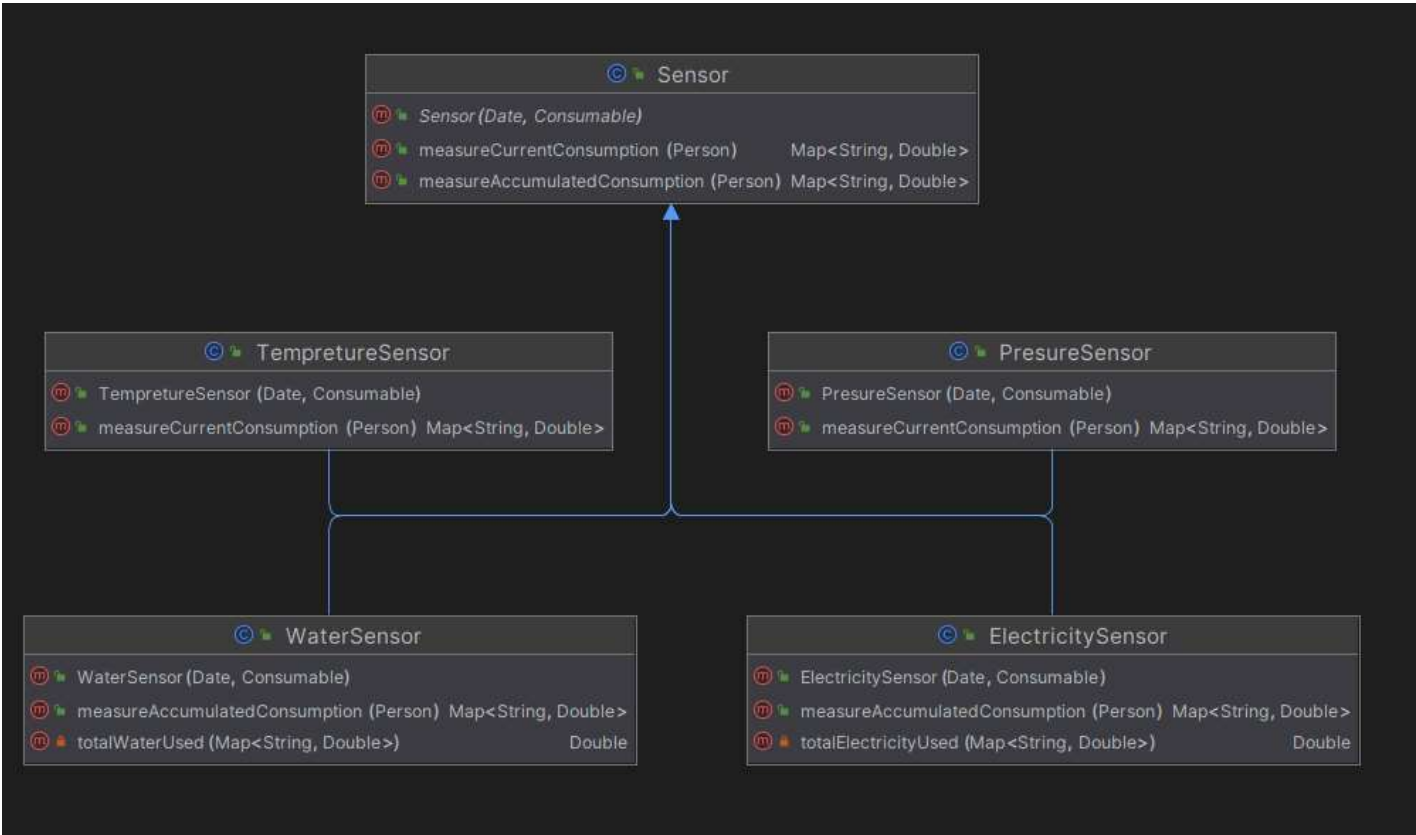 Sensor
Sensor(Date, Consumable)
measureCurrentConsumption (Person) Map<String, Double>
measureAccumulatedConsumption (Person) Map<String, Double>
TempretureSensor
TempretureSensor (Date, Consumable)
measureCurrentConsumption (Person) Map<String, Double>
PresureSensor
PresureSensor (Date, Consumable)
measureCurrentConsumption (Person) Map<String, Double>
WaterSensor
WaterSensor (Date, Consumable)
measureAccumulatedConsumption (Person) Map<String, Double>
totalWaterUsed (Map<String, Double>) Double
ElectricitySensor
ElectricitySensor (Date, Consumable)
measureAccumulatedConsumption (Person) Map<String, Double>
totalElectricityUsed (Map<String, Double>) Double